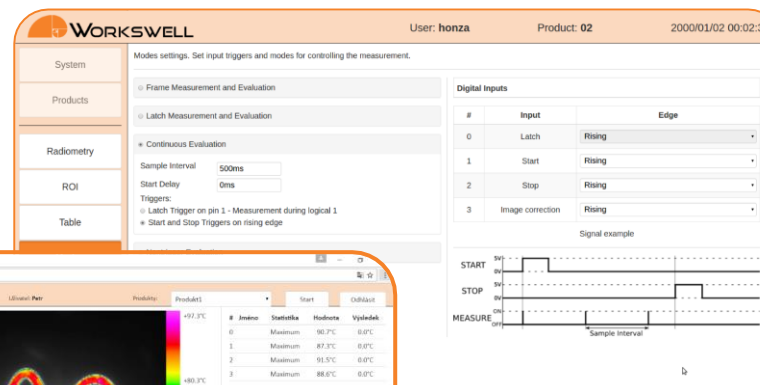 WORKSWELL
User: honza
Product: 02
2000/01/02 00:02:3
System
Products
Radiometry
ROI
Table
Modes settings. Set input triggers and modes for controlling the measurement.
Frame Measurement and Evaluation
Latch Measurement and Evaluation
Continuous Evaluation
Sample Interval 500ms
Start Delay 0ms
Triggers:
Latch Trigger on pin 1 - Measurement during logical 1
Start and Stop Triggers on rising edge
Digital Inputs
# Input Edge
0 Latch Rising
1 Start Rising
2 Stop Rising
3 Image correction Rising
Signal example
START 5V 0V
STOP 5V 0V
MEASURE ON OFF
Sample Interval
Uživatel: Petr
Produkty: Produkt1
Start
Odhlásit
+97.3°C
+80.3°C
# Jméno Statistika Hodnota Výsledek
0 Maximum 90.7°C 0.0°C
1 Maximum 87.3°C 0.0°C
2 Maximum 91.5°C 0.0°C
3 Maximum 88.6°C 0.0°C